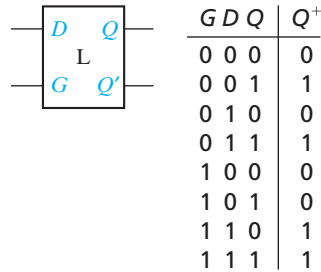 D Q
L
G Q′
G D Q Q⁺
0 0 0 0
0 0 1 1
0 1 0 0
0 1 1 1
1 0 0 0
1 0 1 0
1 1 0 1
1 1 1 1